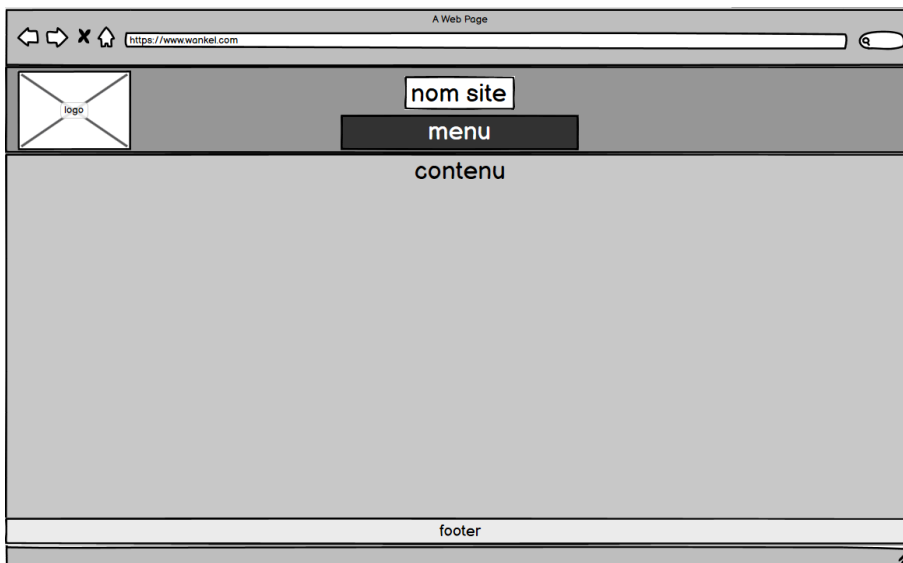 A Web Page
https://www.wankel.com
logo
nom site
menu
contenu
footer